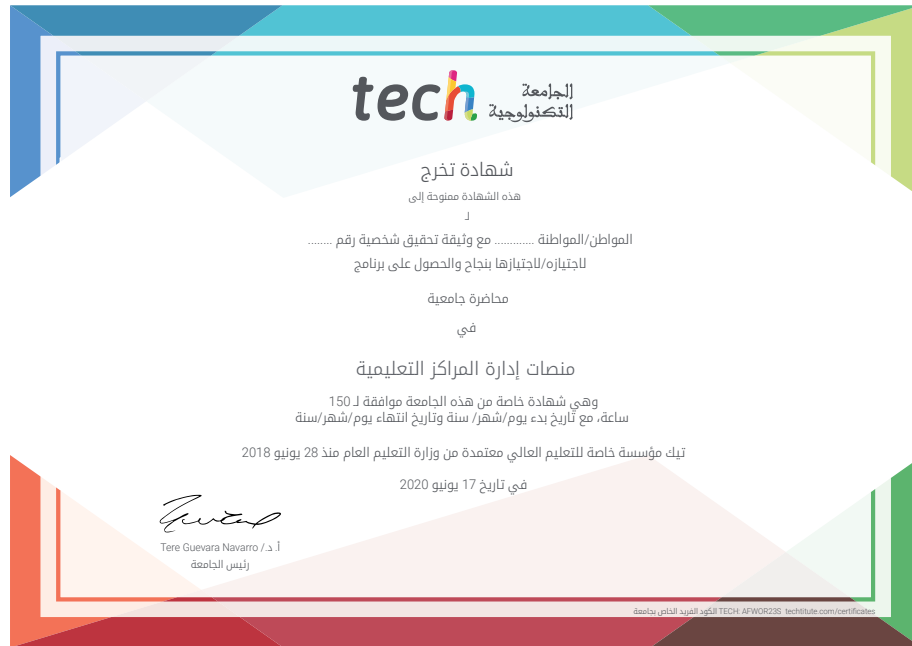 tech الجامعة
التكنولوجية
شهادة تخرج
هذه الشهادة ممنوحة إلى
لـ
المواطن/المواطنة ............ مع وثيقة تحقيق شخصية رقم ........
لاجتيازه/لاجتيازها بنجاح والحصول على برنامج
محاضرة جامعية
في
منصات إدارة المراكز التعليمية
وهي شهادة خاصة من هذه الجامعة موافقة لـ 150
ساعة، مع تاريخ بدء يوم/شهر/ سنة وتاريخ انتهاء يوم/شهر/سنة
تيك مؤسسة خاصة للتعليم العالي معتمدة من وزارة التعليم العام منذ 28 يونيو 2018
في تاريخ 17 يونيو 2020
أ. د./ Tere Guevara Navarro
رئيس الجامعة
الكود الفريد الخاص بجامعة TECH: AFWOR23S techtitute.com/certificates